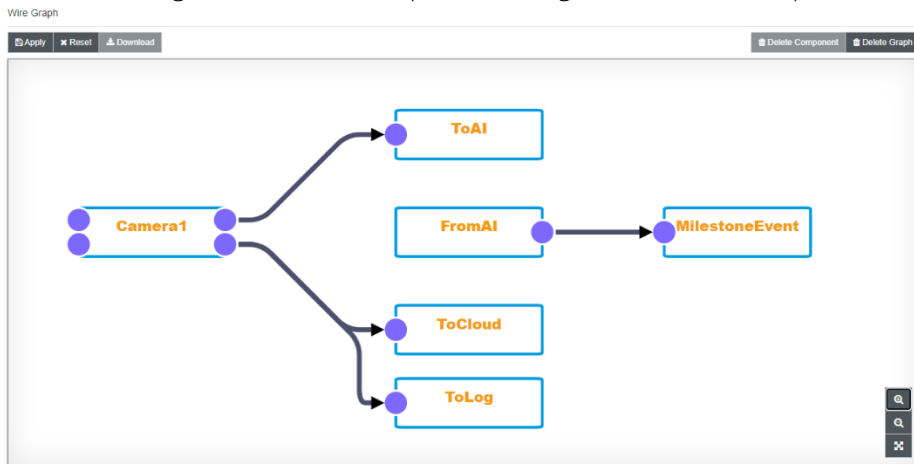 Wire Graph
Apply Reset Download Delete Component Delete Graph
ToAI
Camera1 FromAI MilestoneEvent
ToCloud
ToLog